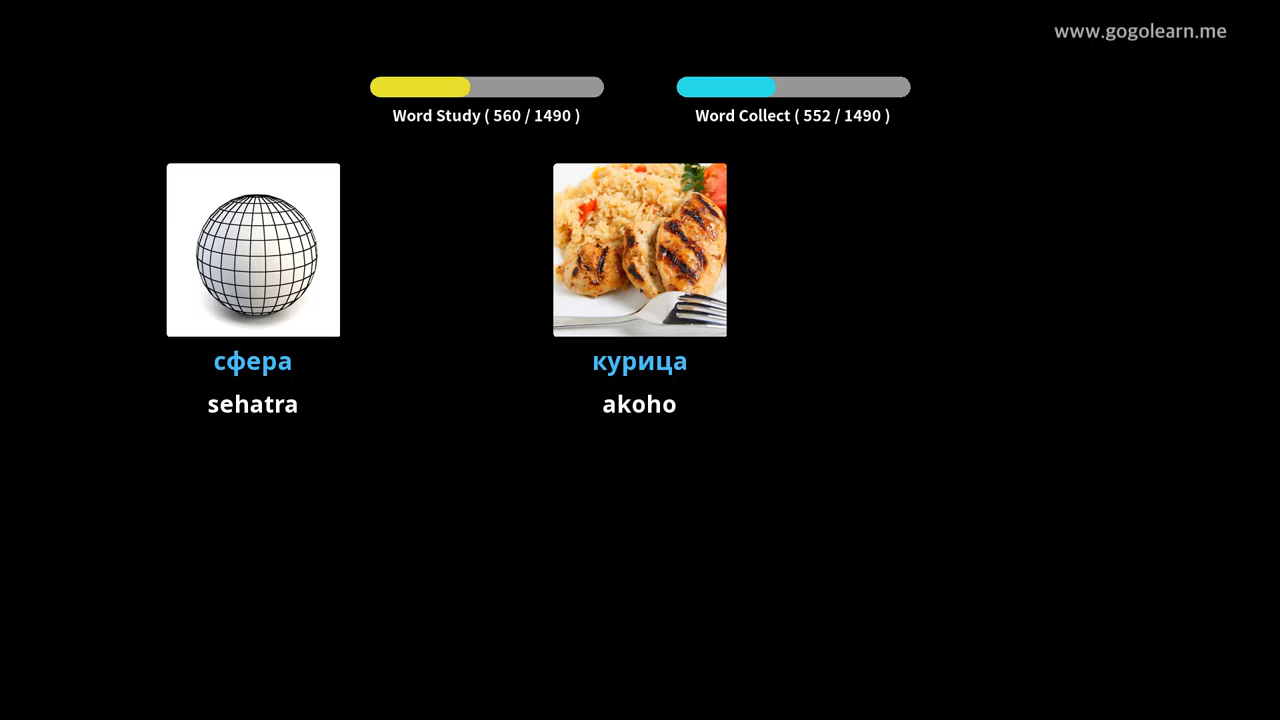 www.gogolearn.me
Word Study ( 560 / 1490 )
Word Collect ( 552 / 1490 )
сфера
курица
sehatra
akoho